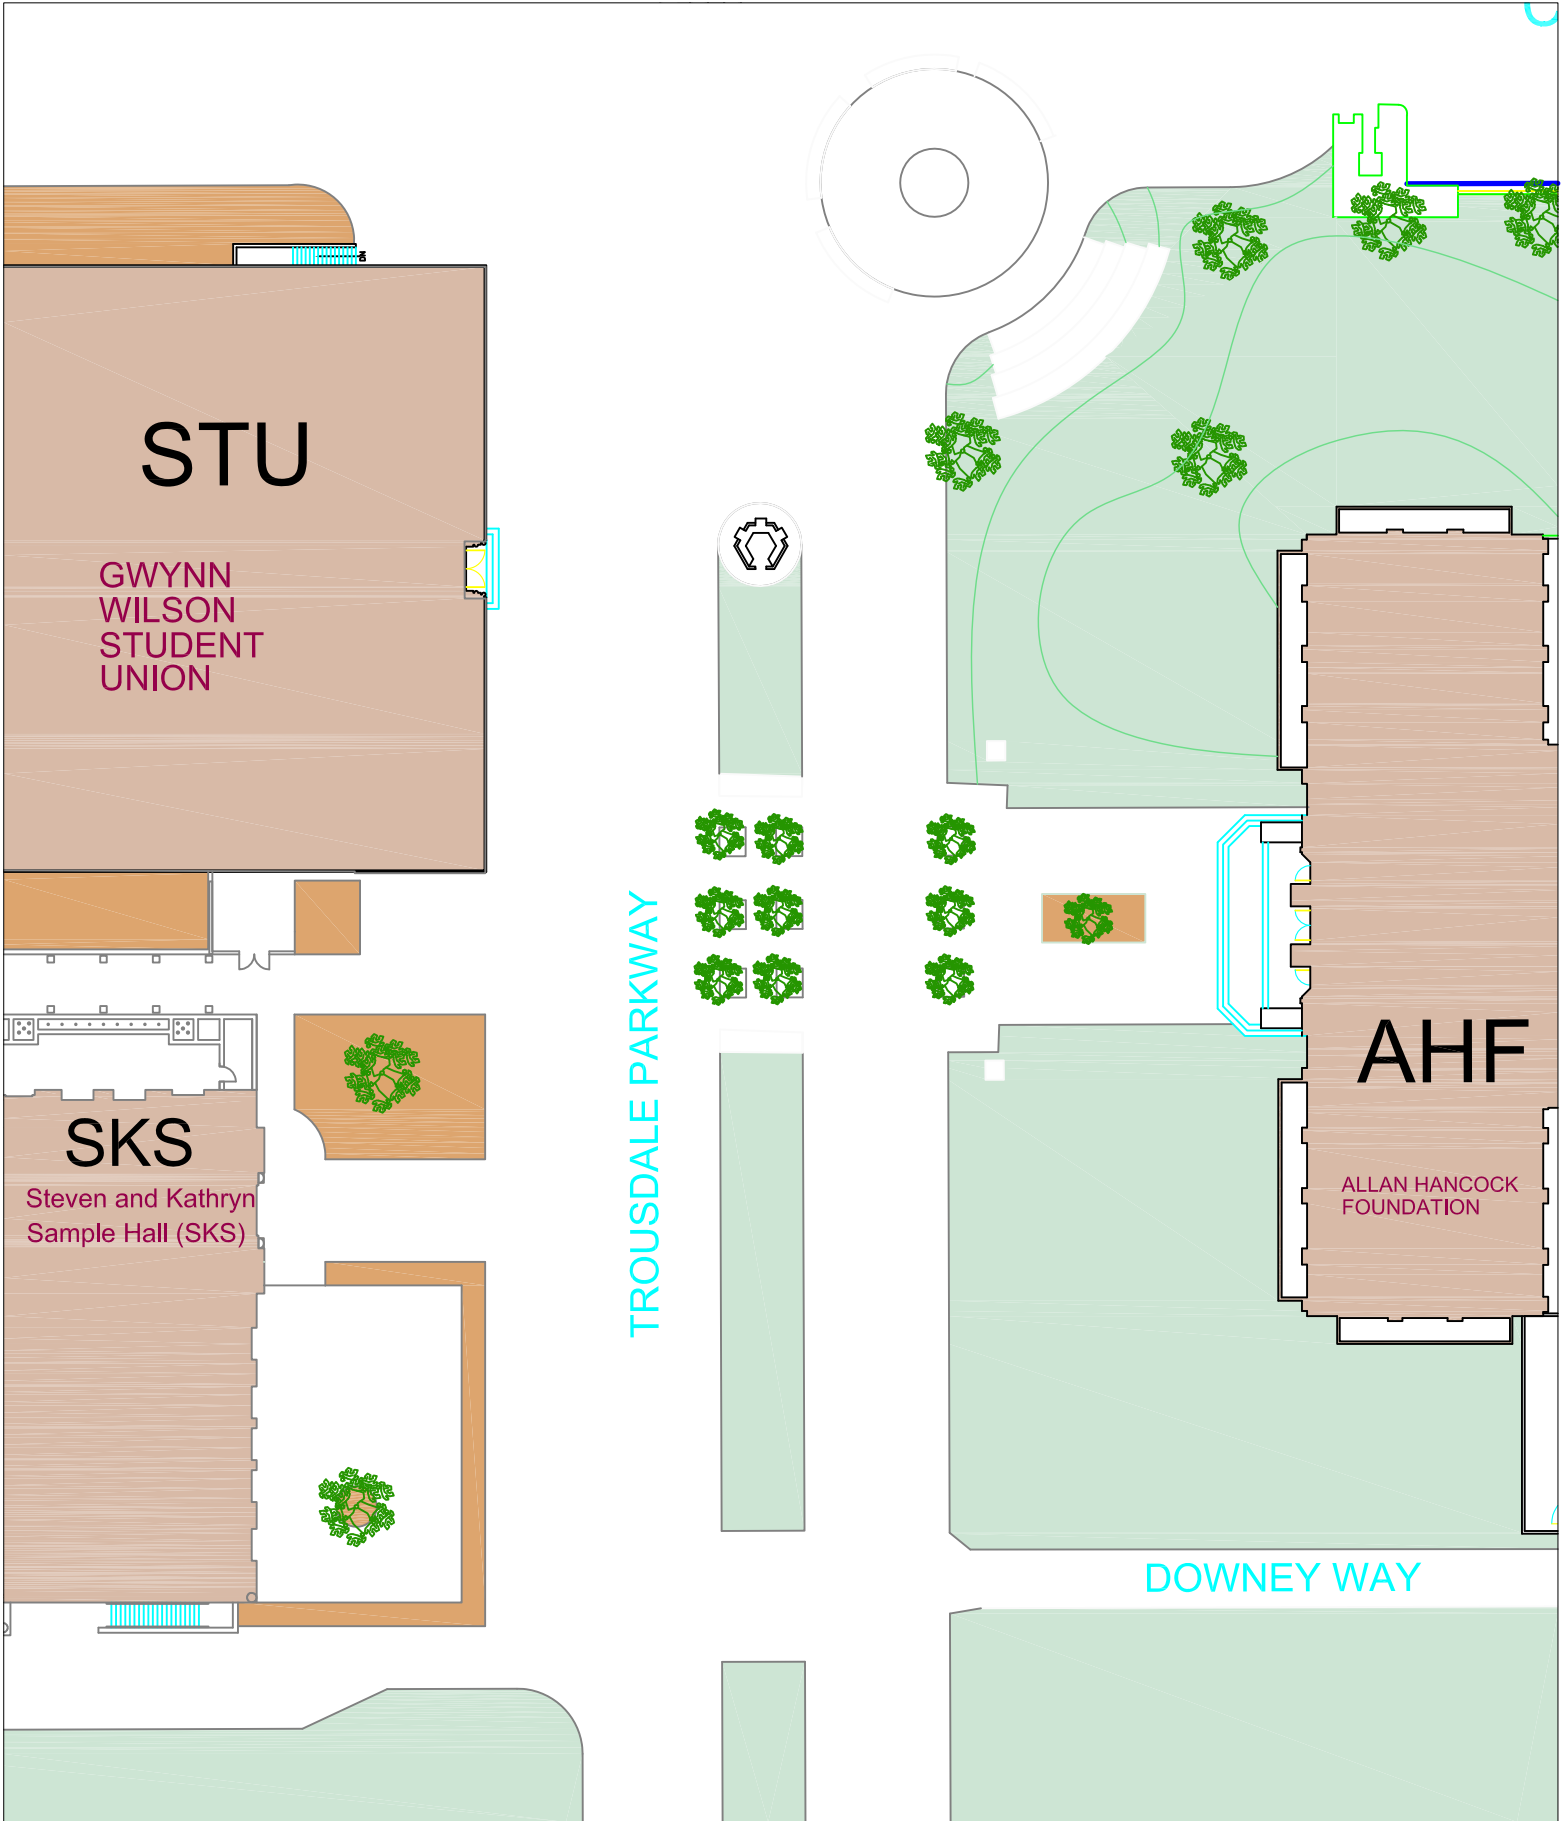 DN
STU
GWYNN
WILSON
STUDENT
UNION
TROUSDALE PARKWAY
AHF
SKS
Steven and Kathryn
Sample Hall (SKS)
ALLAN HANCOCK
FOUNDATION
DOWNEY WAY